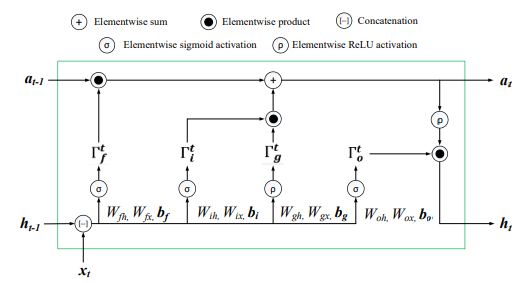 + Elementwise sum Elementwise product [--] Concatenation
σ Elementwise sigmoid activation ρ Elementwise ReLU activation
a_{t-1} + a_t
ρ
Γ_f^t Γ_i^t Γ_g^t Γ_o^t
σ σ ρ σ
W_{fh}, W_{fx}, b_f W_{ih}, W_{ix}, b_i W_{gh}, W_{gx}, b_g W_{oh}, W_{ox}, b_o
h_{t-1} [--] h_t
x_t